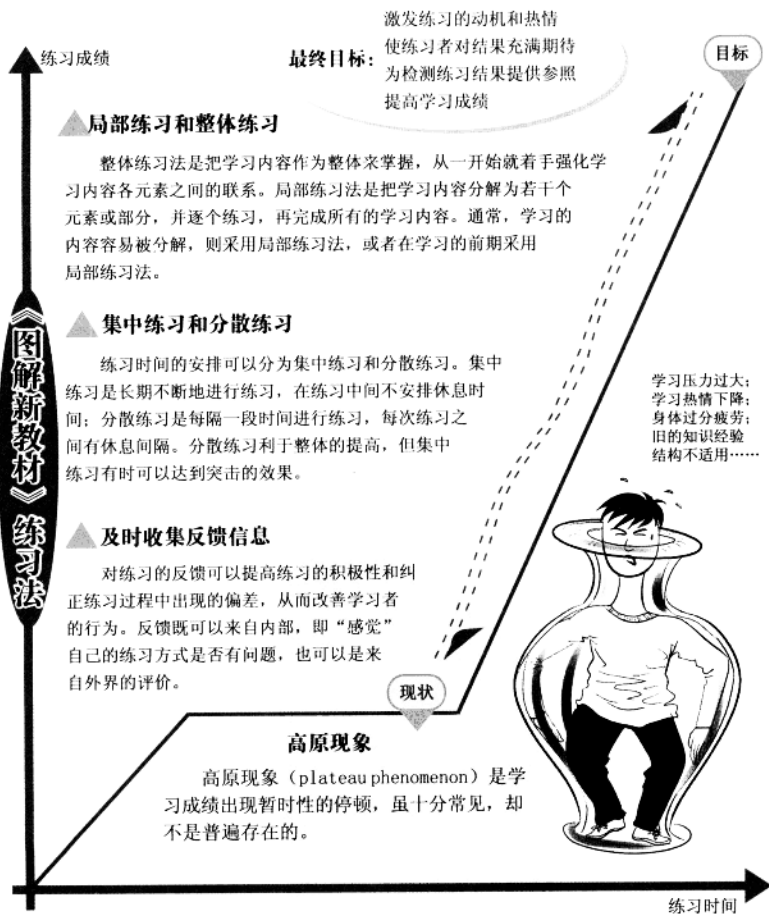 练习成绩
最终目标：
激发练习的动机和热情
使练习者对结果充满期待
为检测练习结果提供参照
提高学习成绩
目标
局部练习和整体练习
整体练习法是把学习内容作为整体来掌握，从一开始就着手强化学
习内容各元素之间的联系。局部练习法是把学习内容分解为若干个
元素或部分，并逐个练习，再完成所有的学习内容。通常，学习的
内容容易被分解，则采用局部练习法，或者在学习的前期采用
局部练习法。
《图解新教材》练习法
集中练习和分散练习
练习时间的安排可以分为集中练习和分散练习。集中
练习是长期不断地进行练习，在练习中间不安排休息时
间；分散练习是每隔一段时间进行练习，每次练习之
间有休息间隔。分散练习利于整体的提高，但集中
练习有时可以达到突击的效果。
学习压力过大；
学习热情下降；
身体过分疲劳；
旧的知识经验
结构不适用……
及时收集反馈信息
对练习的反馈可以提高练习的积极性和纠
正练习过程中出现的偏差，从而改善学习者
的行为。反馈既可以来自内部，即“感觉”
自己的练习方式是否有问题，也可以是来
自外界的评价。
现状
高原现象
高原现象（plateau phenomenon）是学
习成绩出现暂时性的停顿，虽十分常见，却
不是普遍存在的。
练习时间